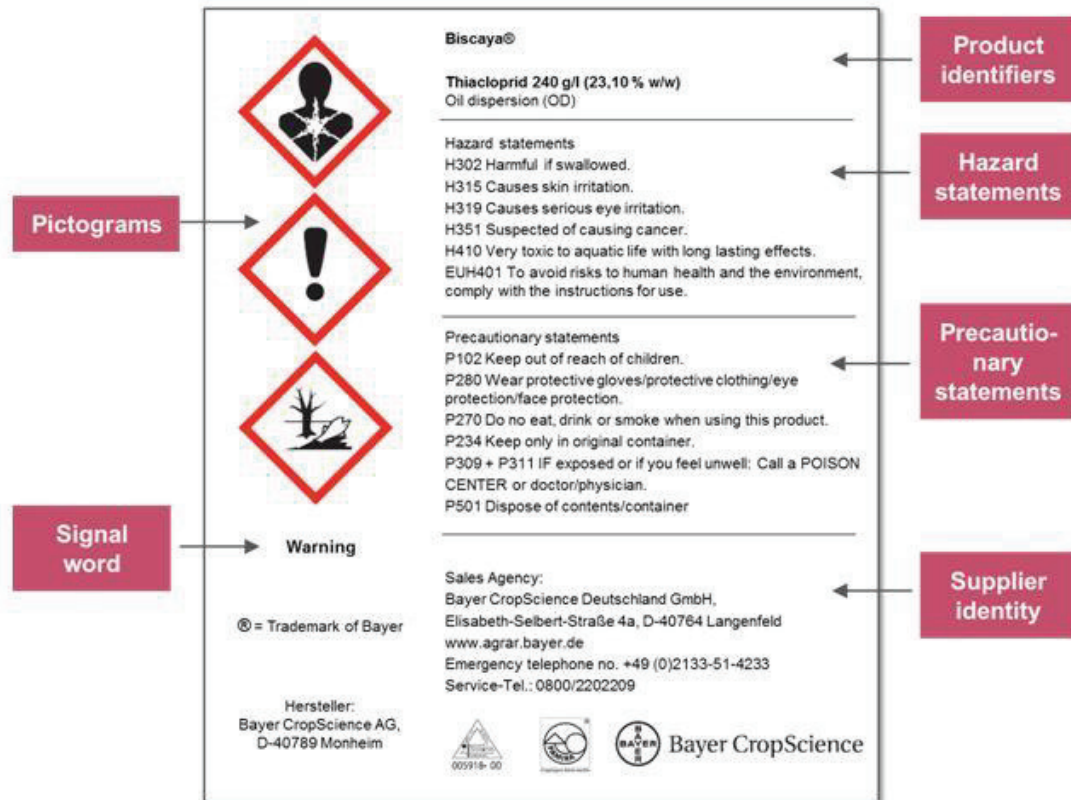 Biscaya®
Thiacloprid 240 g/l (23,10 % w/w)
Oil dispersion (OD)
Product
identifiers
Hazard statements
H302 Harmful if swallowed.
H315 Causes skin irritation.
H319 Causes serious eye irritation.
H351 Suspected of causing cancer.
H410 Very toxic to aquatic life with long lasting effects.
EUH401 To avoid risks to human health and the environment,
comply with the instructions for use.
Hazard
statements
Pictograms
Precautionary statements
P102 Keep out of reach of children.
P280 Wear protective gloves/protective clothing/eye
protection/face protection.
P270 Do no eat, drink or smoke when using this product.
P234 Keep only in original container.
P309 + P311 IF exposed or if you feel unwell: Call a POISON
CENTER or doctor/physician.
P501 Dispose of contents/container
Precautio-
nary
statements
Signal
word
Warning
® = Trademark of Bayer
Hersteller:
Bayer CropScience AG,
D-40789 Monheim
Sales Agency:
Bayer CropScience Deutschland GmbH,
Elisabeth-Selbert-Straße 4a, D-40764 Langenfeld
www.agrar.bayer.de
Emergency telephone no. +49 (0)2133-51-4233
Service-Tel.: 0800/2202209
Supplier
identity
005918- 00
PAMIRA
®
BAYER
BAYER
Bayer CropScience